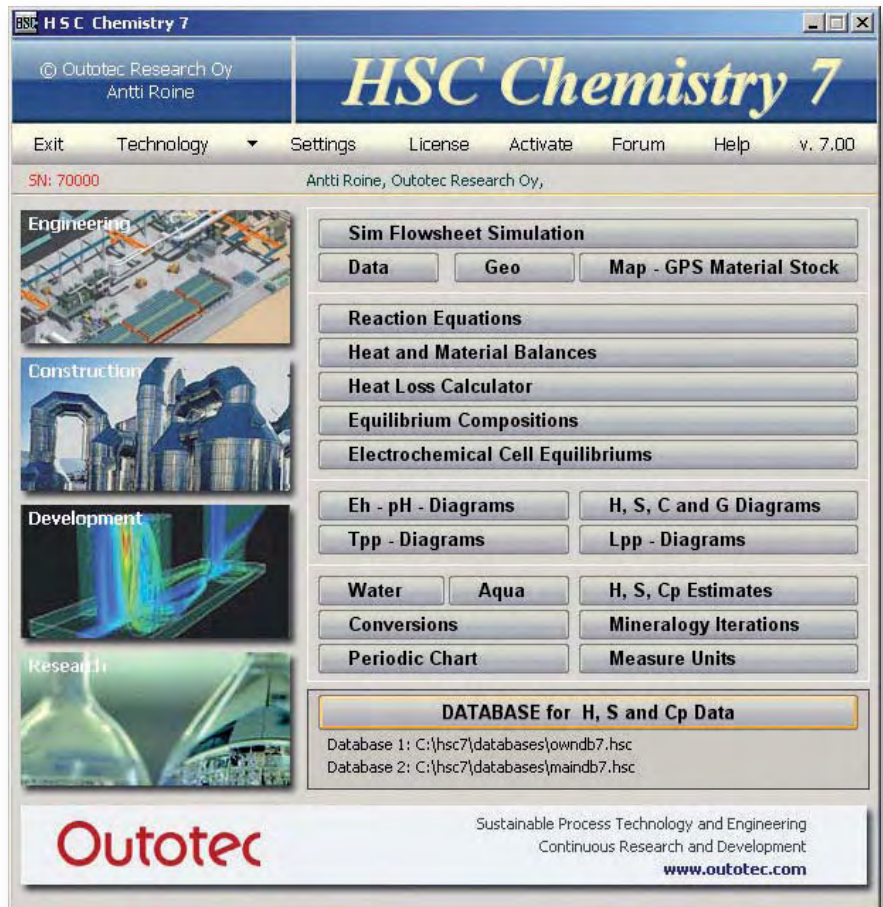 HSC H S C Chemistry 7
© Outotec Research Oy
Antti Roine
HSC Chemistry 7
Exit Technology Settings License Activate Forum Help v. 7.00
SN: 70000 Antti Roine, Outotec Research Oy,
Engineering
Construction
Development
Research
Sim Flowsheet Simulation
Data Geo Map - GPS Material Stock
Reaction Equations
Heat and Material Balances
Heat Loss Calculator
Equilibrium Compositions
Electrochemical Cell Equilibriums
Eh - pH - Diagrams H, S, C and G Diagrams
Tpp - Diagrams Lpp - Diagrams
Water Aqua H, S, Cp Estimates
Conversions Mineralogy Iterations
Periodic Chart Measure Units
DATABASE for H, S and Cp Data
Database 1: C:\hsc7\databases\owndb7.hsc
Database 2: C:\hsc7\databases\maindb7.hsc
Outotec
Sustainable Process Technology and Engineering
Continuous Research and Development
www.outotec.com